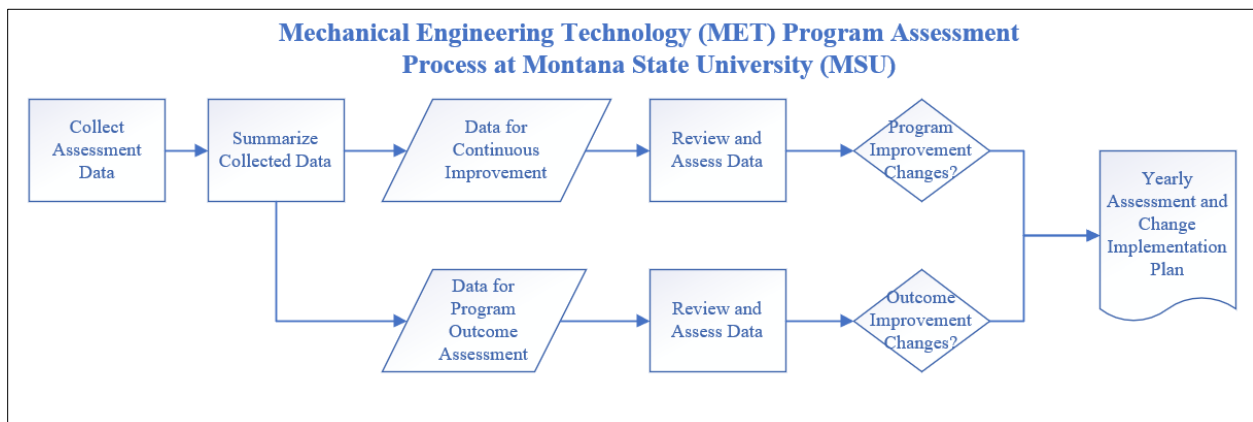 Mechanical Engineering Technology (MET) Program Assessment
Process at Montana State University (MSU)
Collect
Assessment
Data
Summarize
Collected Data
Data for
Continuous
Improvement
Review and
Assess Data
Program
Improvement
Changes?
Yearly
Assessment and
Change
Implementation
Plan
Data for
Program
Outcome
Assessment
Review and
Assess Data
Outcome
Improvement
Changes?